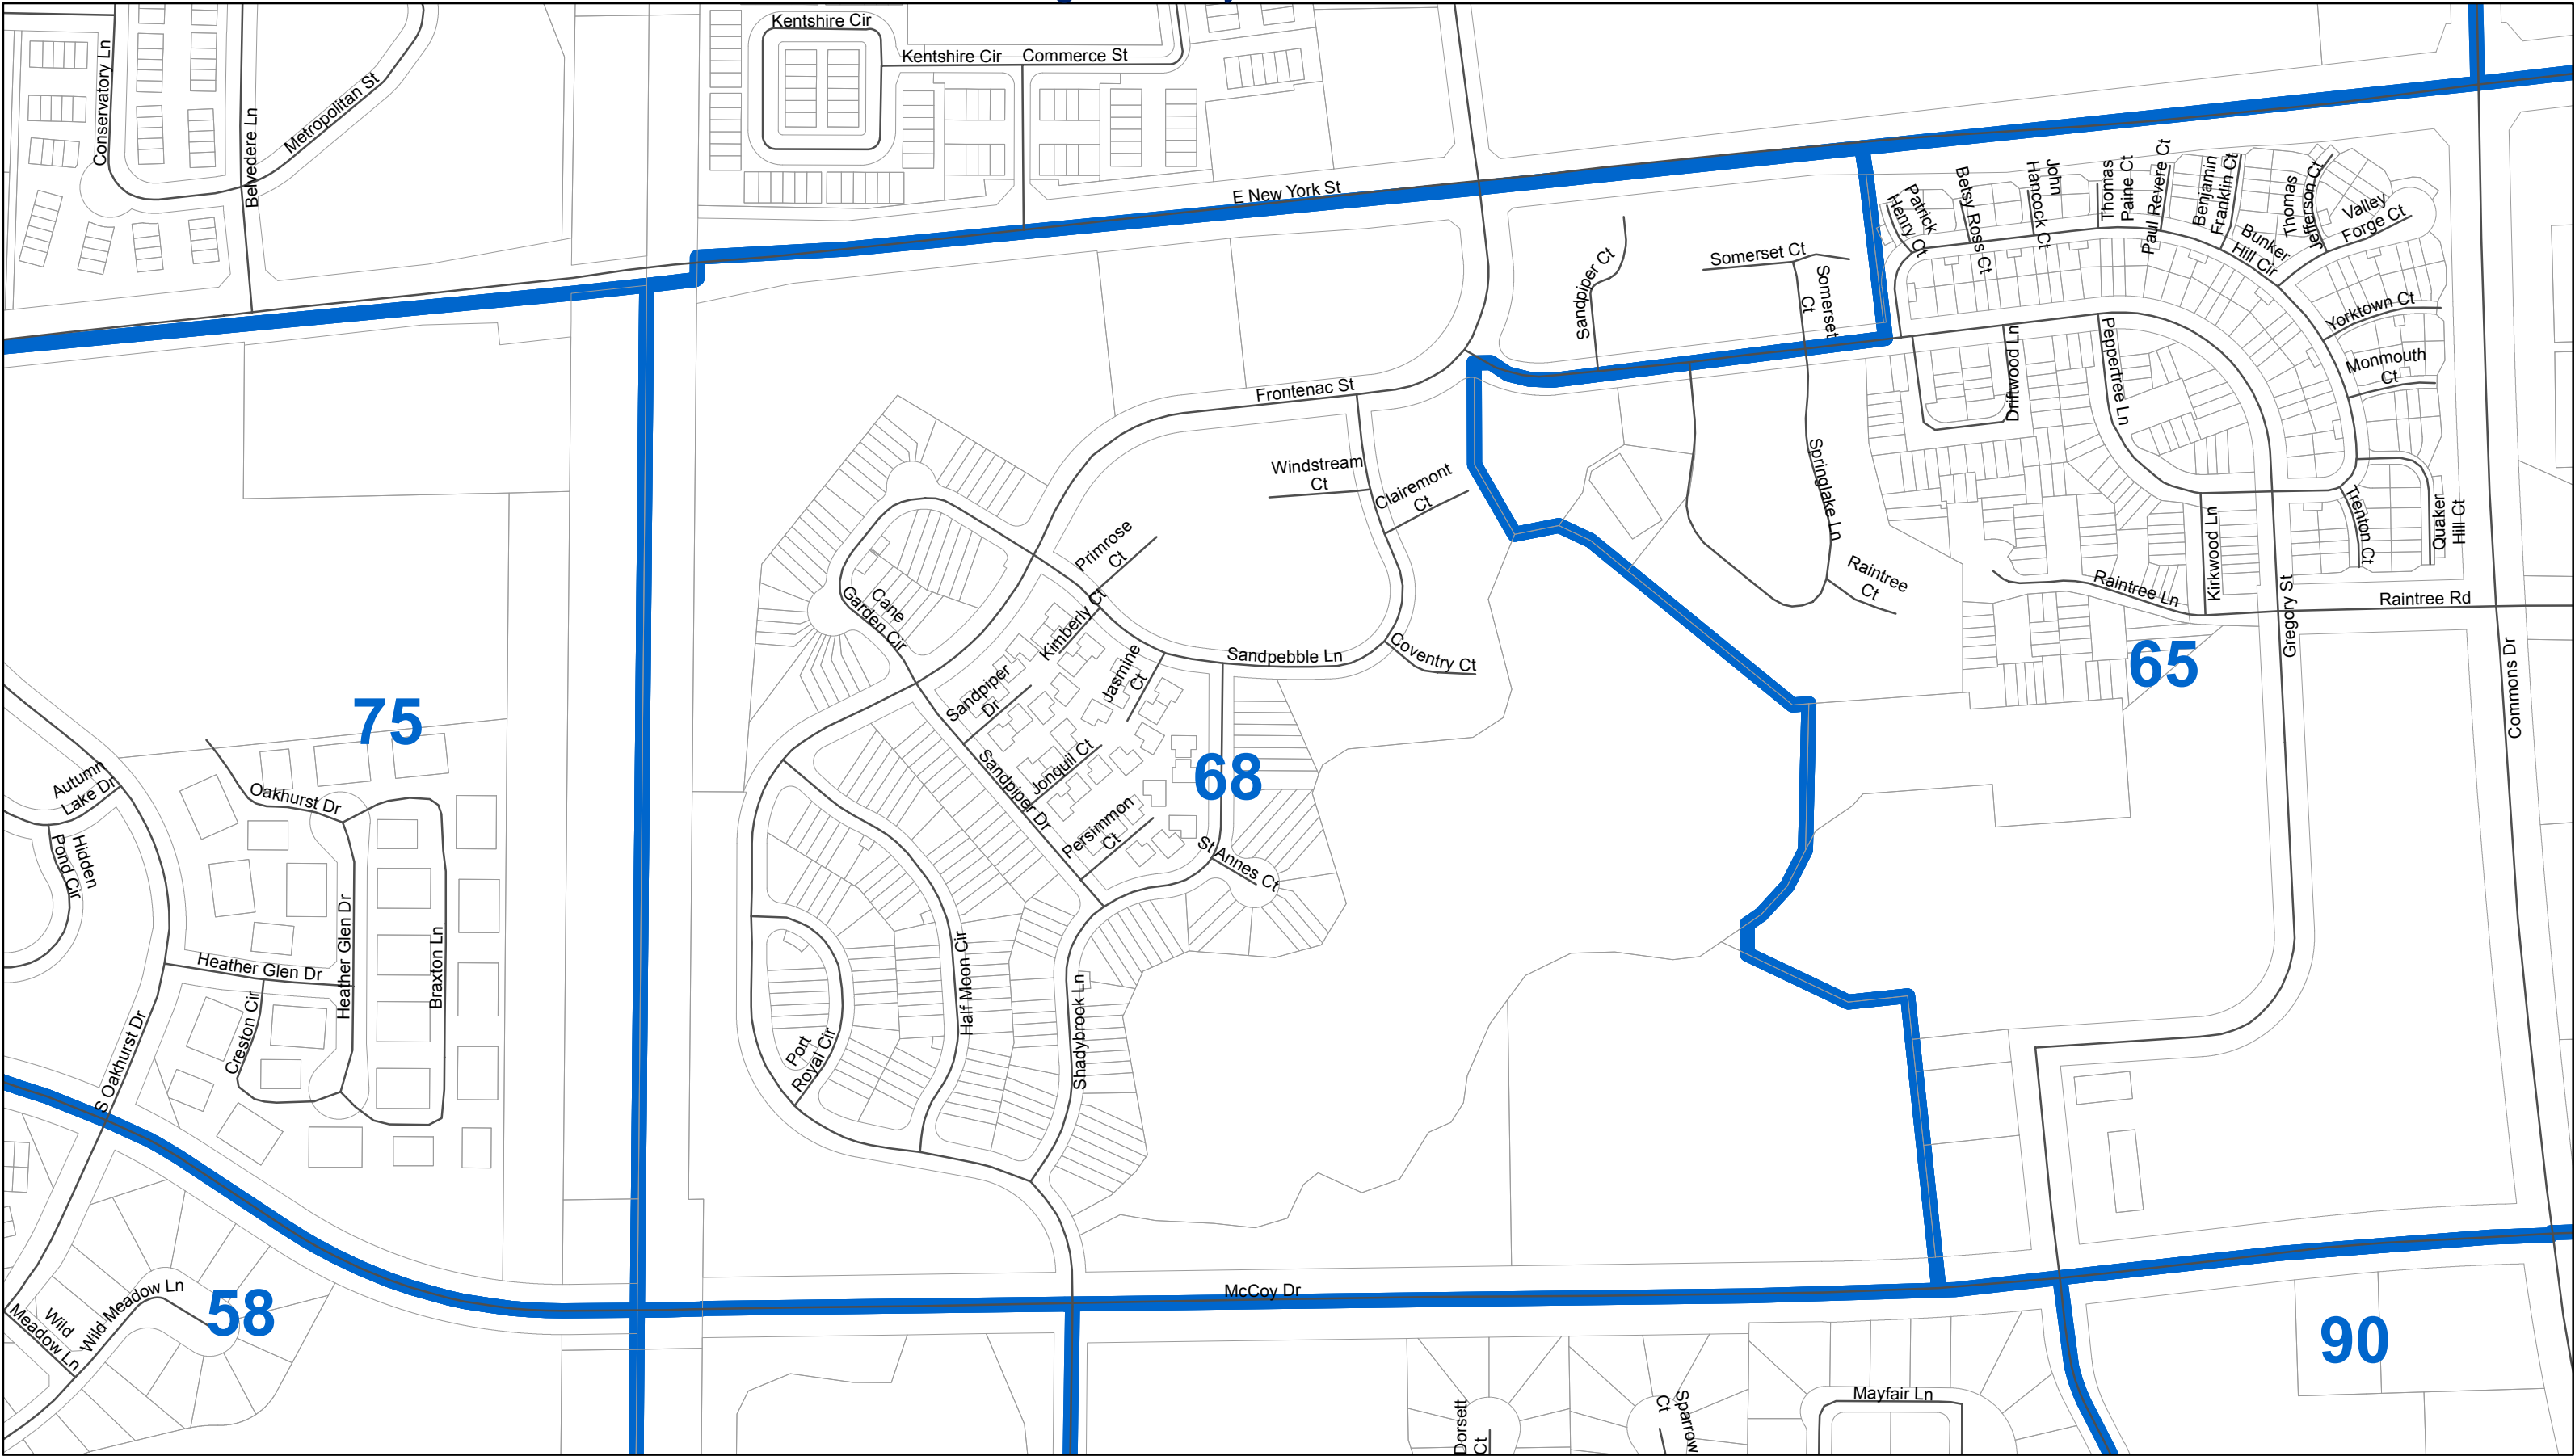 Kentshire Cir
Kentshire Cir
Commerce St
Conservatory Ln
Belvedere Ln
Metropolitan St
E New York St
Sandpiper Ct
Somerset Ct
Somerset
Ct
Patrick
Henry Ct
Betsy Ross Ct
John
Hancock Ct
Thomas
Paine Ct
Paul Revere Ct
Benjamin
Franklin Ct
Thomas
Jefferson Ct
Valley
Forge Ct
Bunker
Hill Cir
Yorktown Ct
Monmouth
Ct
Driftwood Ln
Peppertree Ln
Frontenac St
Windstream
Ct
Clairemont
Ct
Springlake Ln
Trenton Ct
Quaker
Hill Ct
Primrose
Ct
Kimberly Ct
Cane
Garden Cir
Raintree
Ct
Raintree Ln
Kirkwood Ln
Gregory St
Raintree Rd
Commons Dr
Sandpebble Ln
Coventry Ct
Jasmine
Ct
Sandpiper
Dr
Sandpiper Dr
Jonquil Ct
Persimmon
Ct
St Annes Ct
65
68
75
Autumn
Lake Dr
Hidden
Pond Cir
Oakhurst Dr
Heather Glen Dr
Heather Glen Dr
Braxton Ln
Creston Cir
S Oakhurst Dr
Half Moon Cir
Shadybrook Ln
Port
Royal Cir
McCoy Dr
58
Wild Meadow Ln
Wild
Meadow Ln
90
Mayfair Ln
Dorsett
Ct
Sparrow
Ct